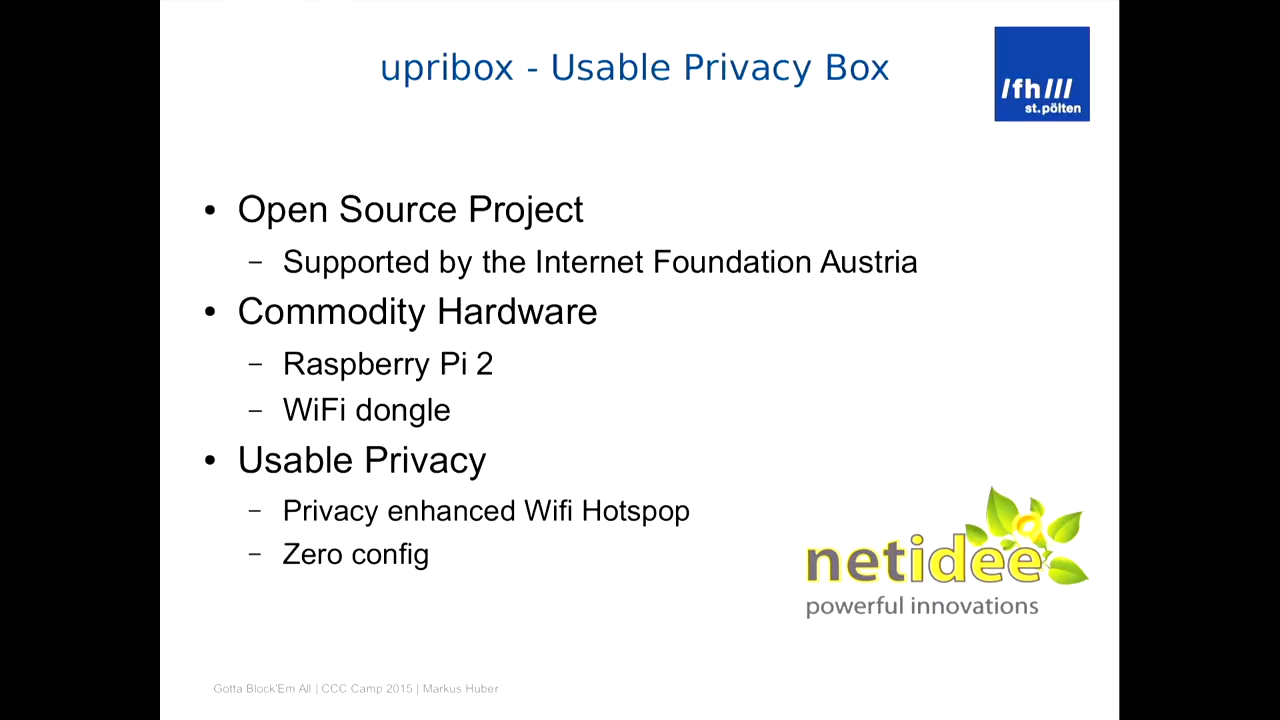 upribox - Usable Privacy Box
/fh///
st.pölten
• Open Source Project
– Supported by the Internet Foundation Austria
• Commodity Hardware
– Raspberry Pi 2
– WiFi dongle
• Usable Privacy
– Privacy enhanced Wifi Hotspop
– Zero config
netidee
powerful innovations
Gotta Block'Em All | CCC Camp 2015 | Markus Huber